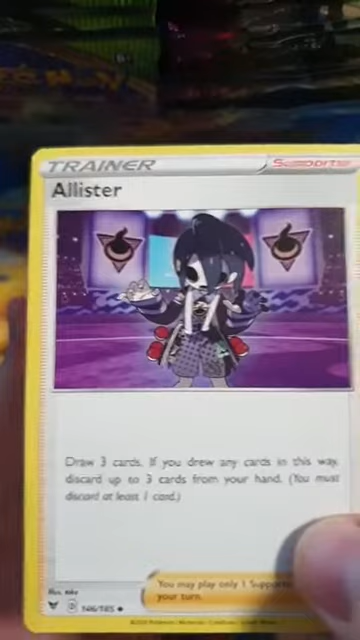 TRAINER Supporter
Allister
Draw 3 cards. If you drew any cards in this way,
discard up to 3 cards from your hand. (You must
discard at least 1 card.)
You may play only 1 Supporter
your turn.
Illus.
D 146/185